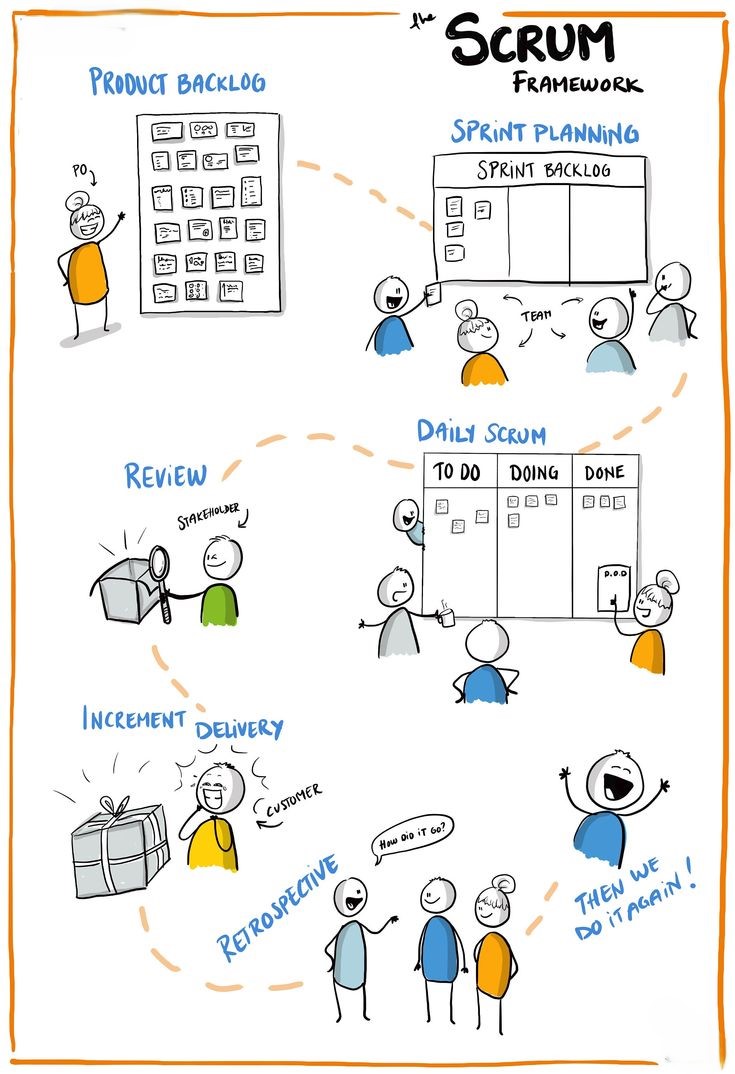 the
SCRUM
FRAMEWORK
PRODUCT BACKLOG
PO
SPRINT PLANNING
SPRINT BACKLOG
TEAM
DAILY SCRUM
TO DO
DOING
DONE
D.O.D
REVIEW
STAKEHOLDER
INCREMENT DELIVERY
CUSTOMER
RETROSPECTIVE
HOW DID IT GO?
THEN WE
DO IT AGAIN!